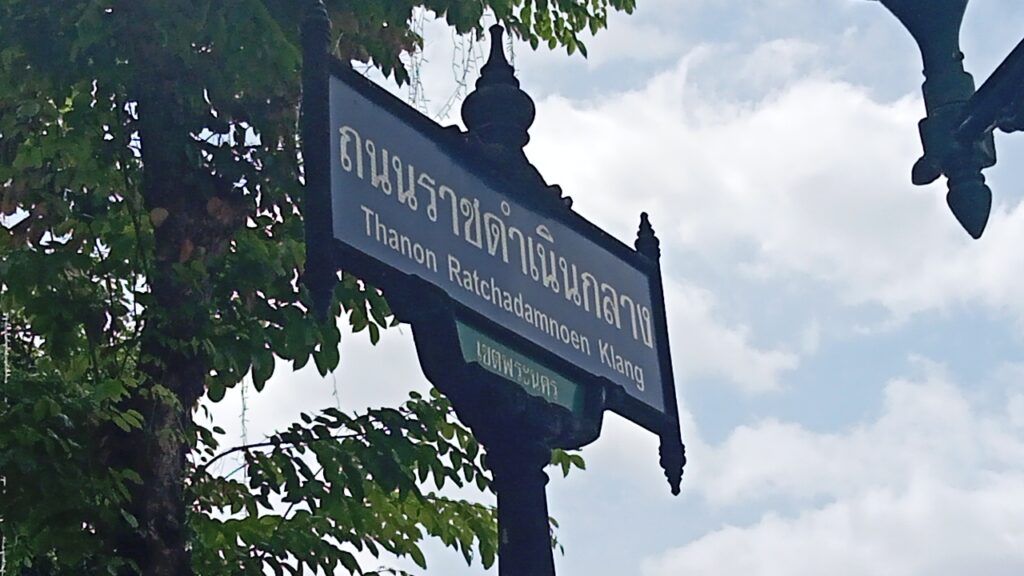 ถนนราชดำเนินกลาง
Thanon Ratchadamnoen Klang
เขตพระนคร